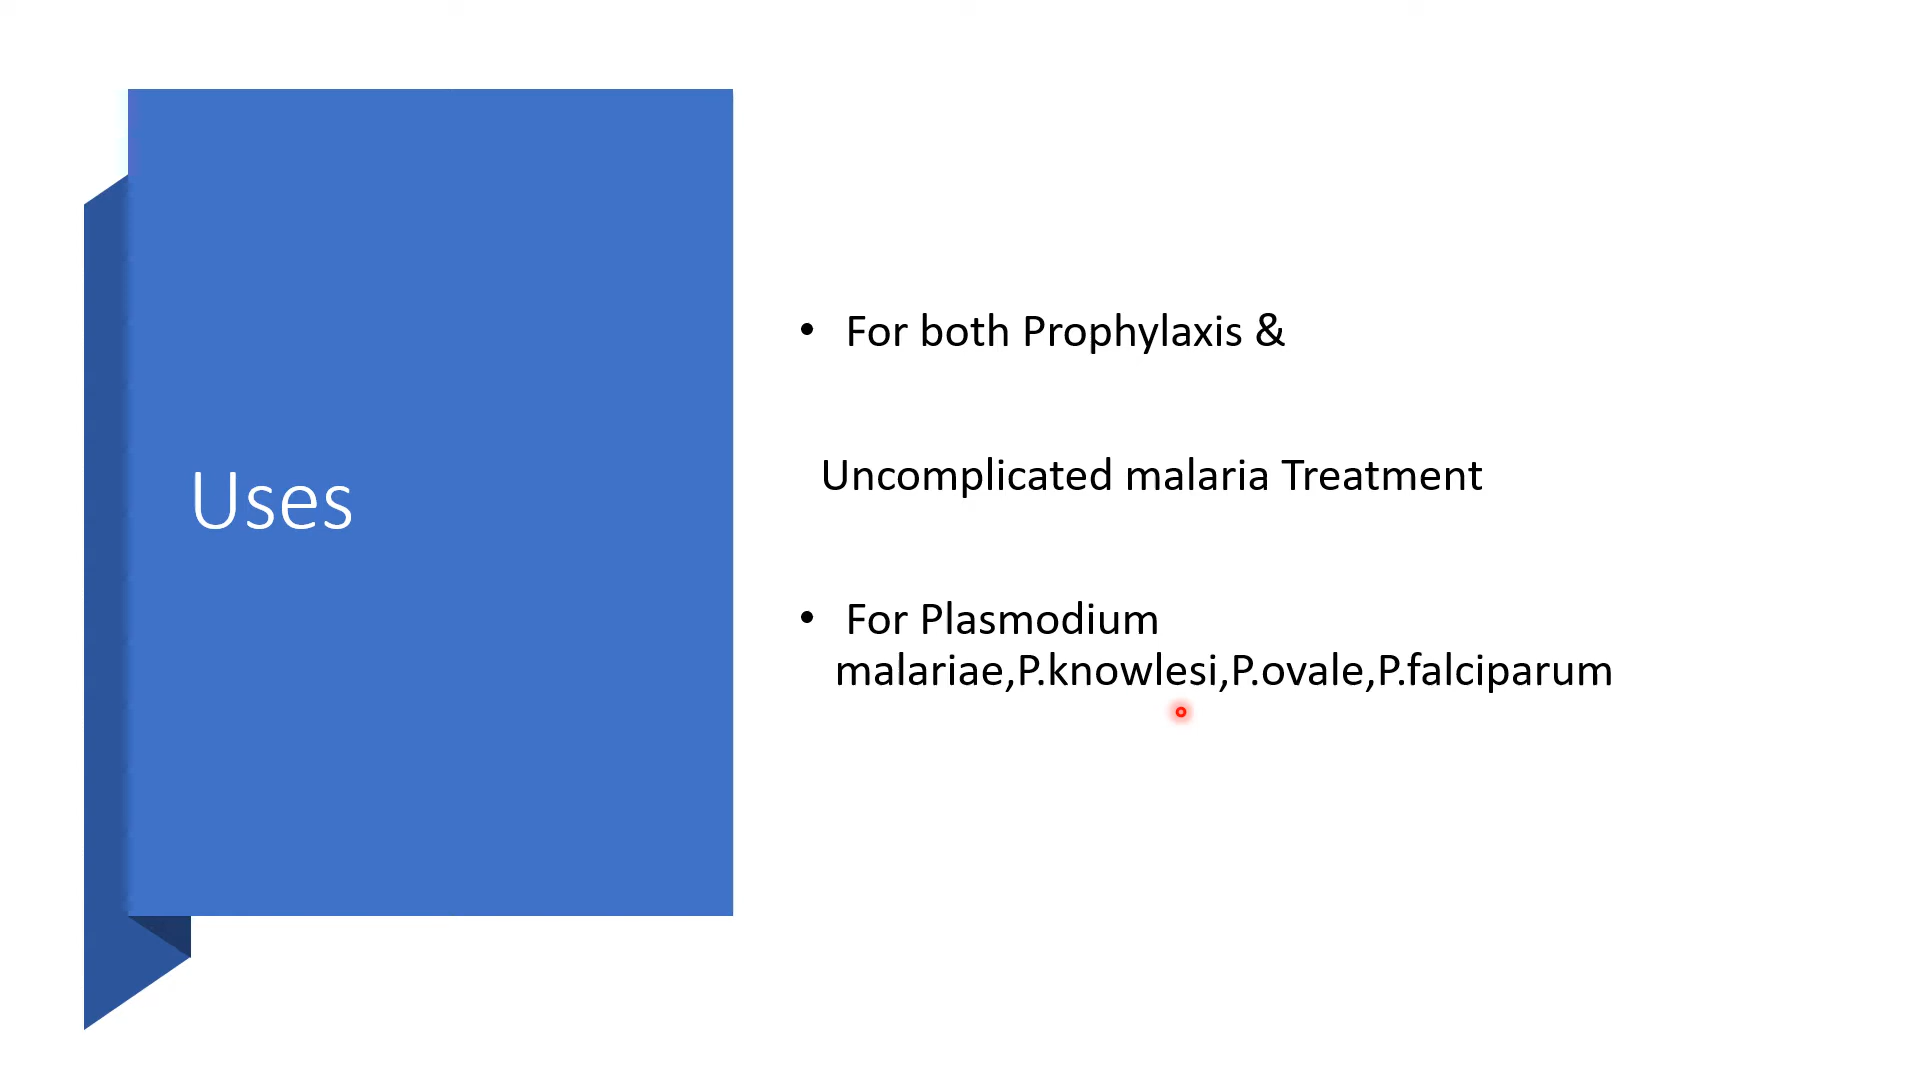 Uses
• For both Prophylaxis &
Uncomplicated malaria Treatment
• For Plasmodium
malariae,P.knowlesi,P.ovale,P.falciparum